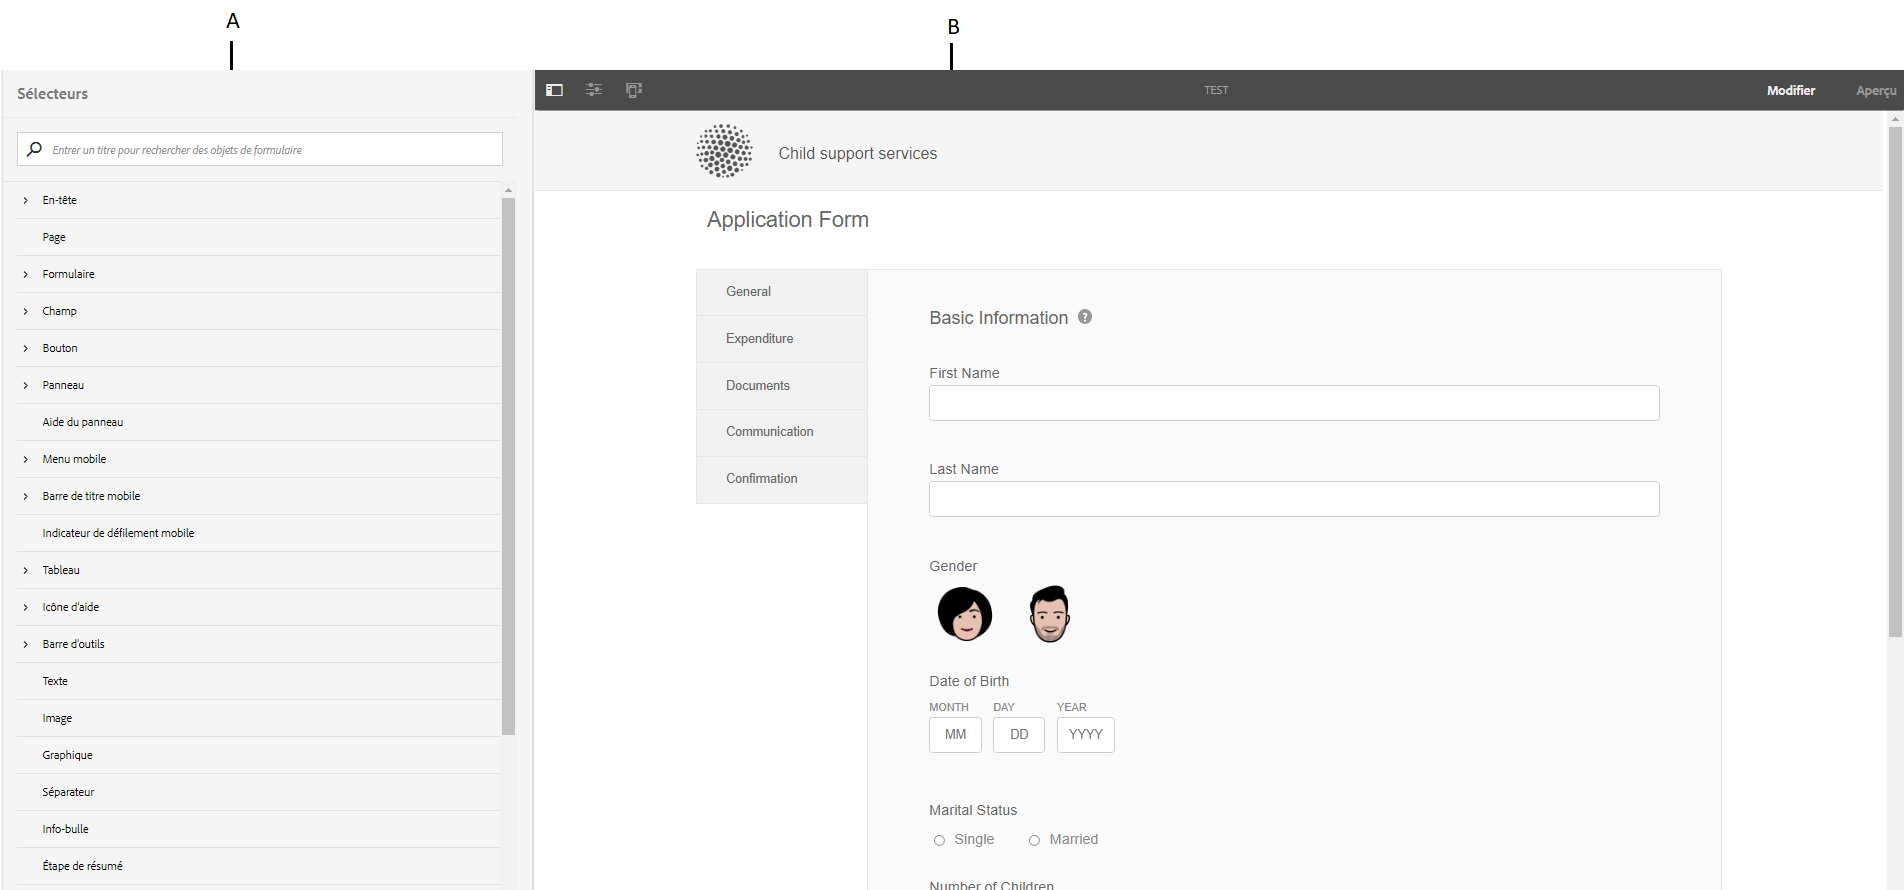 A
B
Sélecteurs
Entrer un titre pour rechercher des objets de formulaire
En-tête
Page
Formulaire
Champ
Bouton
Panneau
Aide du panneau
Menu mobile
Barre de titre mobile
Indicateur de défilement mobile
Tableau
Icône d'aide
Barre d'outils
Texte
Image
Graphique
Séparateur
Info-bulle
Étape de résumé
TEST
Modifier
Aperçu
Child support services
Application Form
General
Expenditure
Documents
Communication
Confirmation
Basic Information ?
First Name
Last Name
Gender
Date of Birth
MONTH DAY YEAR
MM DD YYYY
Marital Status
Single Married
Number of Children